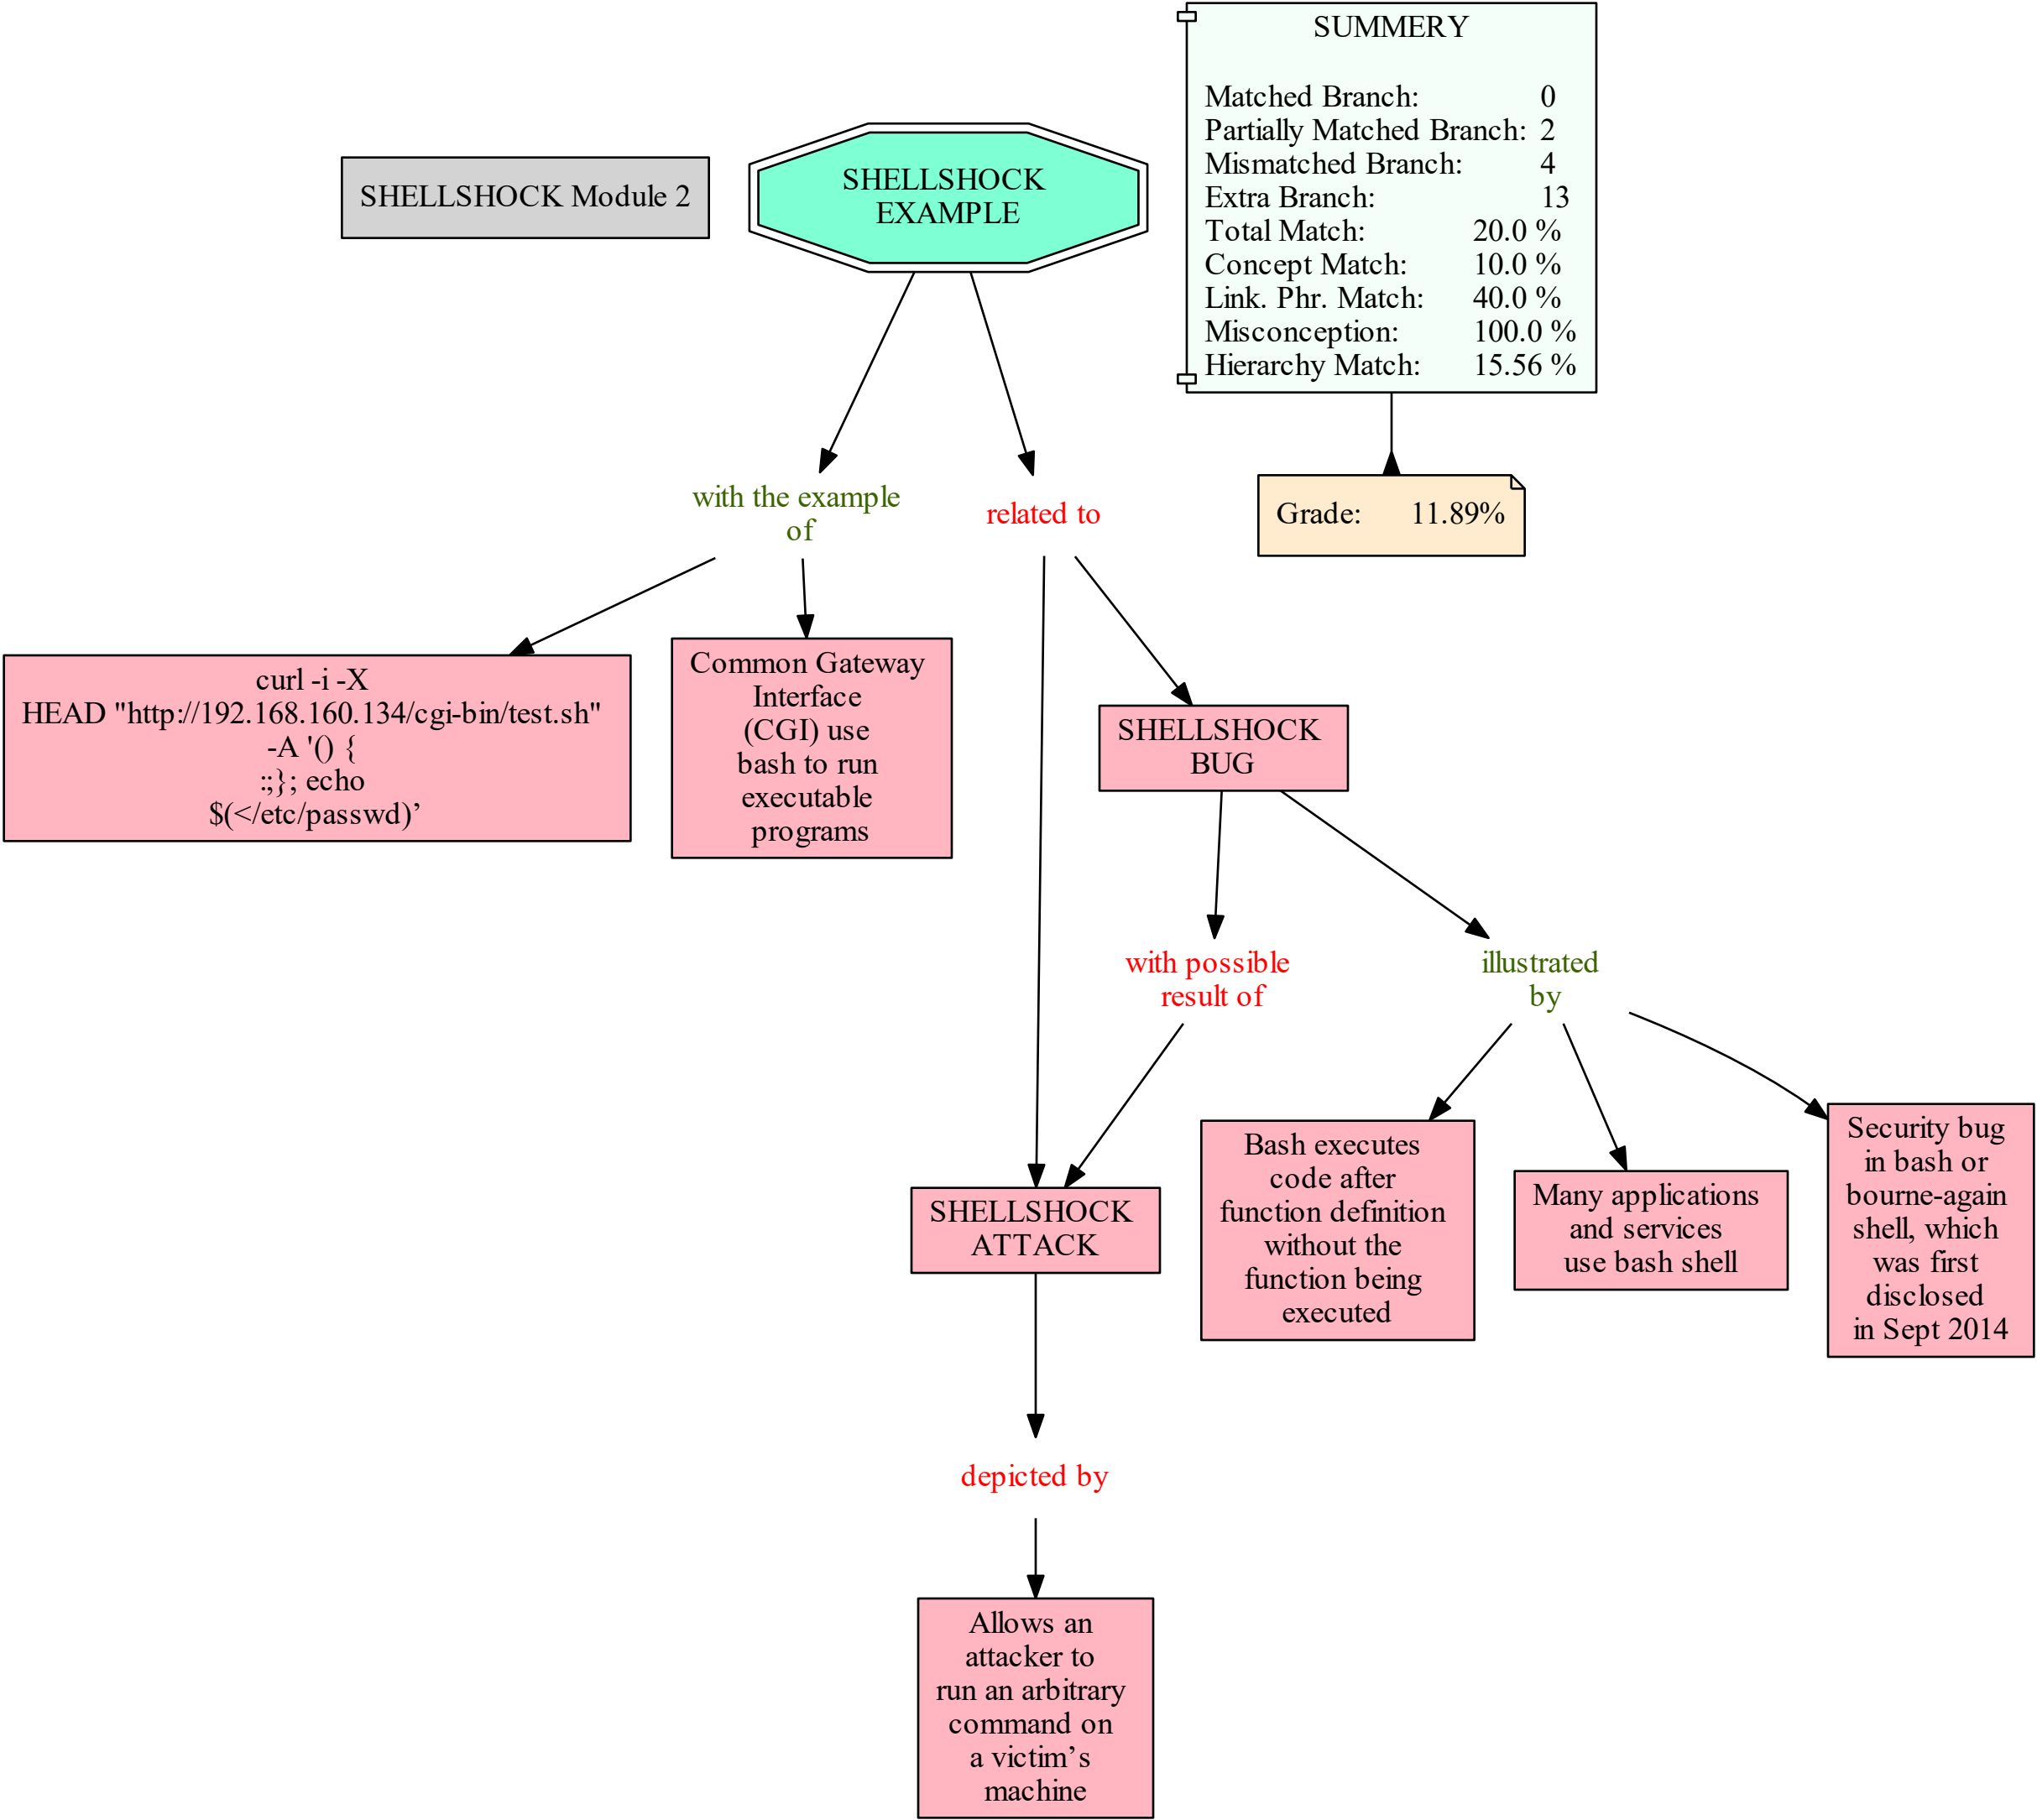 SUMMERY
Matched Branch: 0
Partially Matched Branch: 2
Mismatched Branch: 4
Extra Branch: 13
Total Match: 20.0 %
Concept Match: 10.0 %
Link. Phr. Match: 40.0 %
Misconception: 100.0 %
Hierarchy Match: 15.56 %
SHELLSHOCK Module 2
SHELLSHOCK
EXAMPLE
Grade: 11.89%
with the example
of
related to
curl -i -X
HEAD "http://192.168.160.134/cgi-bin/test.sh"
-A '() {
:;}; echo
$(</etc/passwd)’
Common Gateway
Interface
(CGI) use
bash to run
executable
programs
SHELLSHOCK
BUG
with possible
result of
illustrated
by
SHELLSHOCK
ATTACK
Bash executes
code after
function definition
without the
function being
executed
Many applications
and services
use bash shell
Security bug
in bash or
bourne-again
shell, which
was first
disclosed
in Sept 2014
depicted by
Allows an
attacker to
run an arbitrary
command on
a victim’s
machine